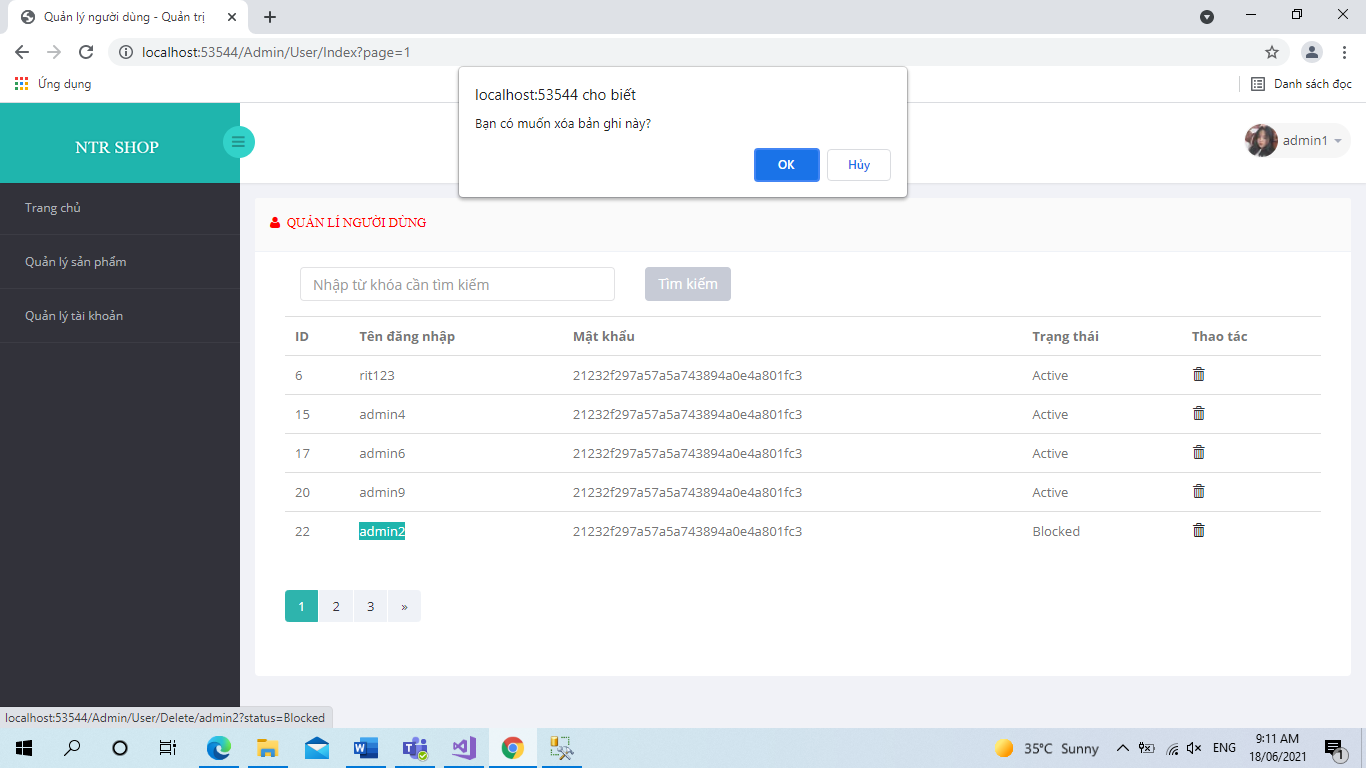 Quản lý người dùng - Quản trị
localhost:53544/Admin/User/Index?page=1
Ứng dụng
Danh sách đọc
localhost:53544 cho biết
Bạn có muốn xóa bản ghi này?
OK
Hủy
NTR SHOP
admin1
Trang chủ
Quản lý sản phẩm
Quản lý tài khoản
QUẢN LÍ NGƯỜI DÙNG
Nhập từ khóa cần tìm kiếm
Tìm kiếm
ID Tên đăng nhập Mật khẩu Trạng thái Thao tác
6 rit123 21232f297a57a5a743894a0e4a801fc3 Active
15 admin4 21232f297a57a5a743894a0e4a801fc3 Active
17 admin6 21232f297a57a5a743894a0e4a801fc3 Active
20 admin9 21232f297a57a5a743894a0e4a801fc3 Active
22 admin2 21232f297a57a5a743894a0e4a801fc3 Blocked
1 2 3 »
localhost:53544/Admin/User/Delete/admin2?status=Blocked
35°C Sunny
ENG
9:11 AM
18/06/2021
1